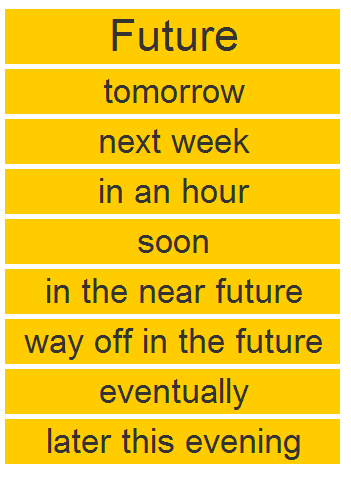 Future
tomorrow
next week
in an hour
soon
in the near future
way off in the future
eventually
later this evening